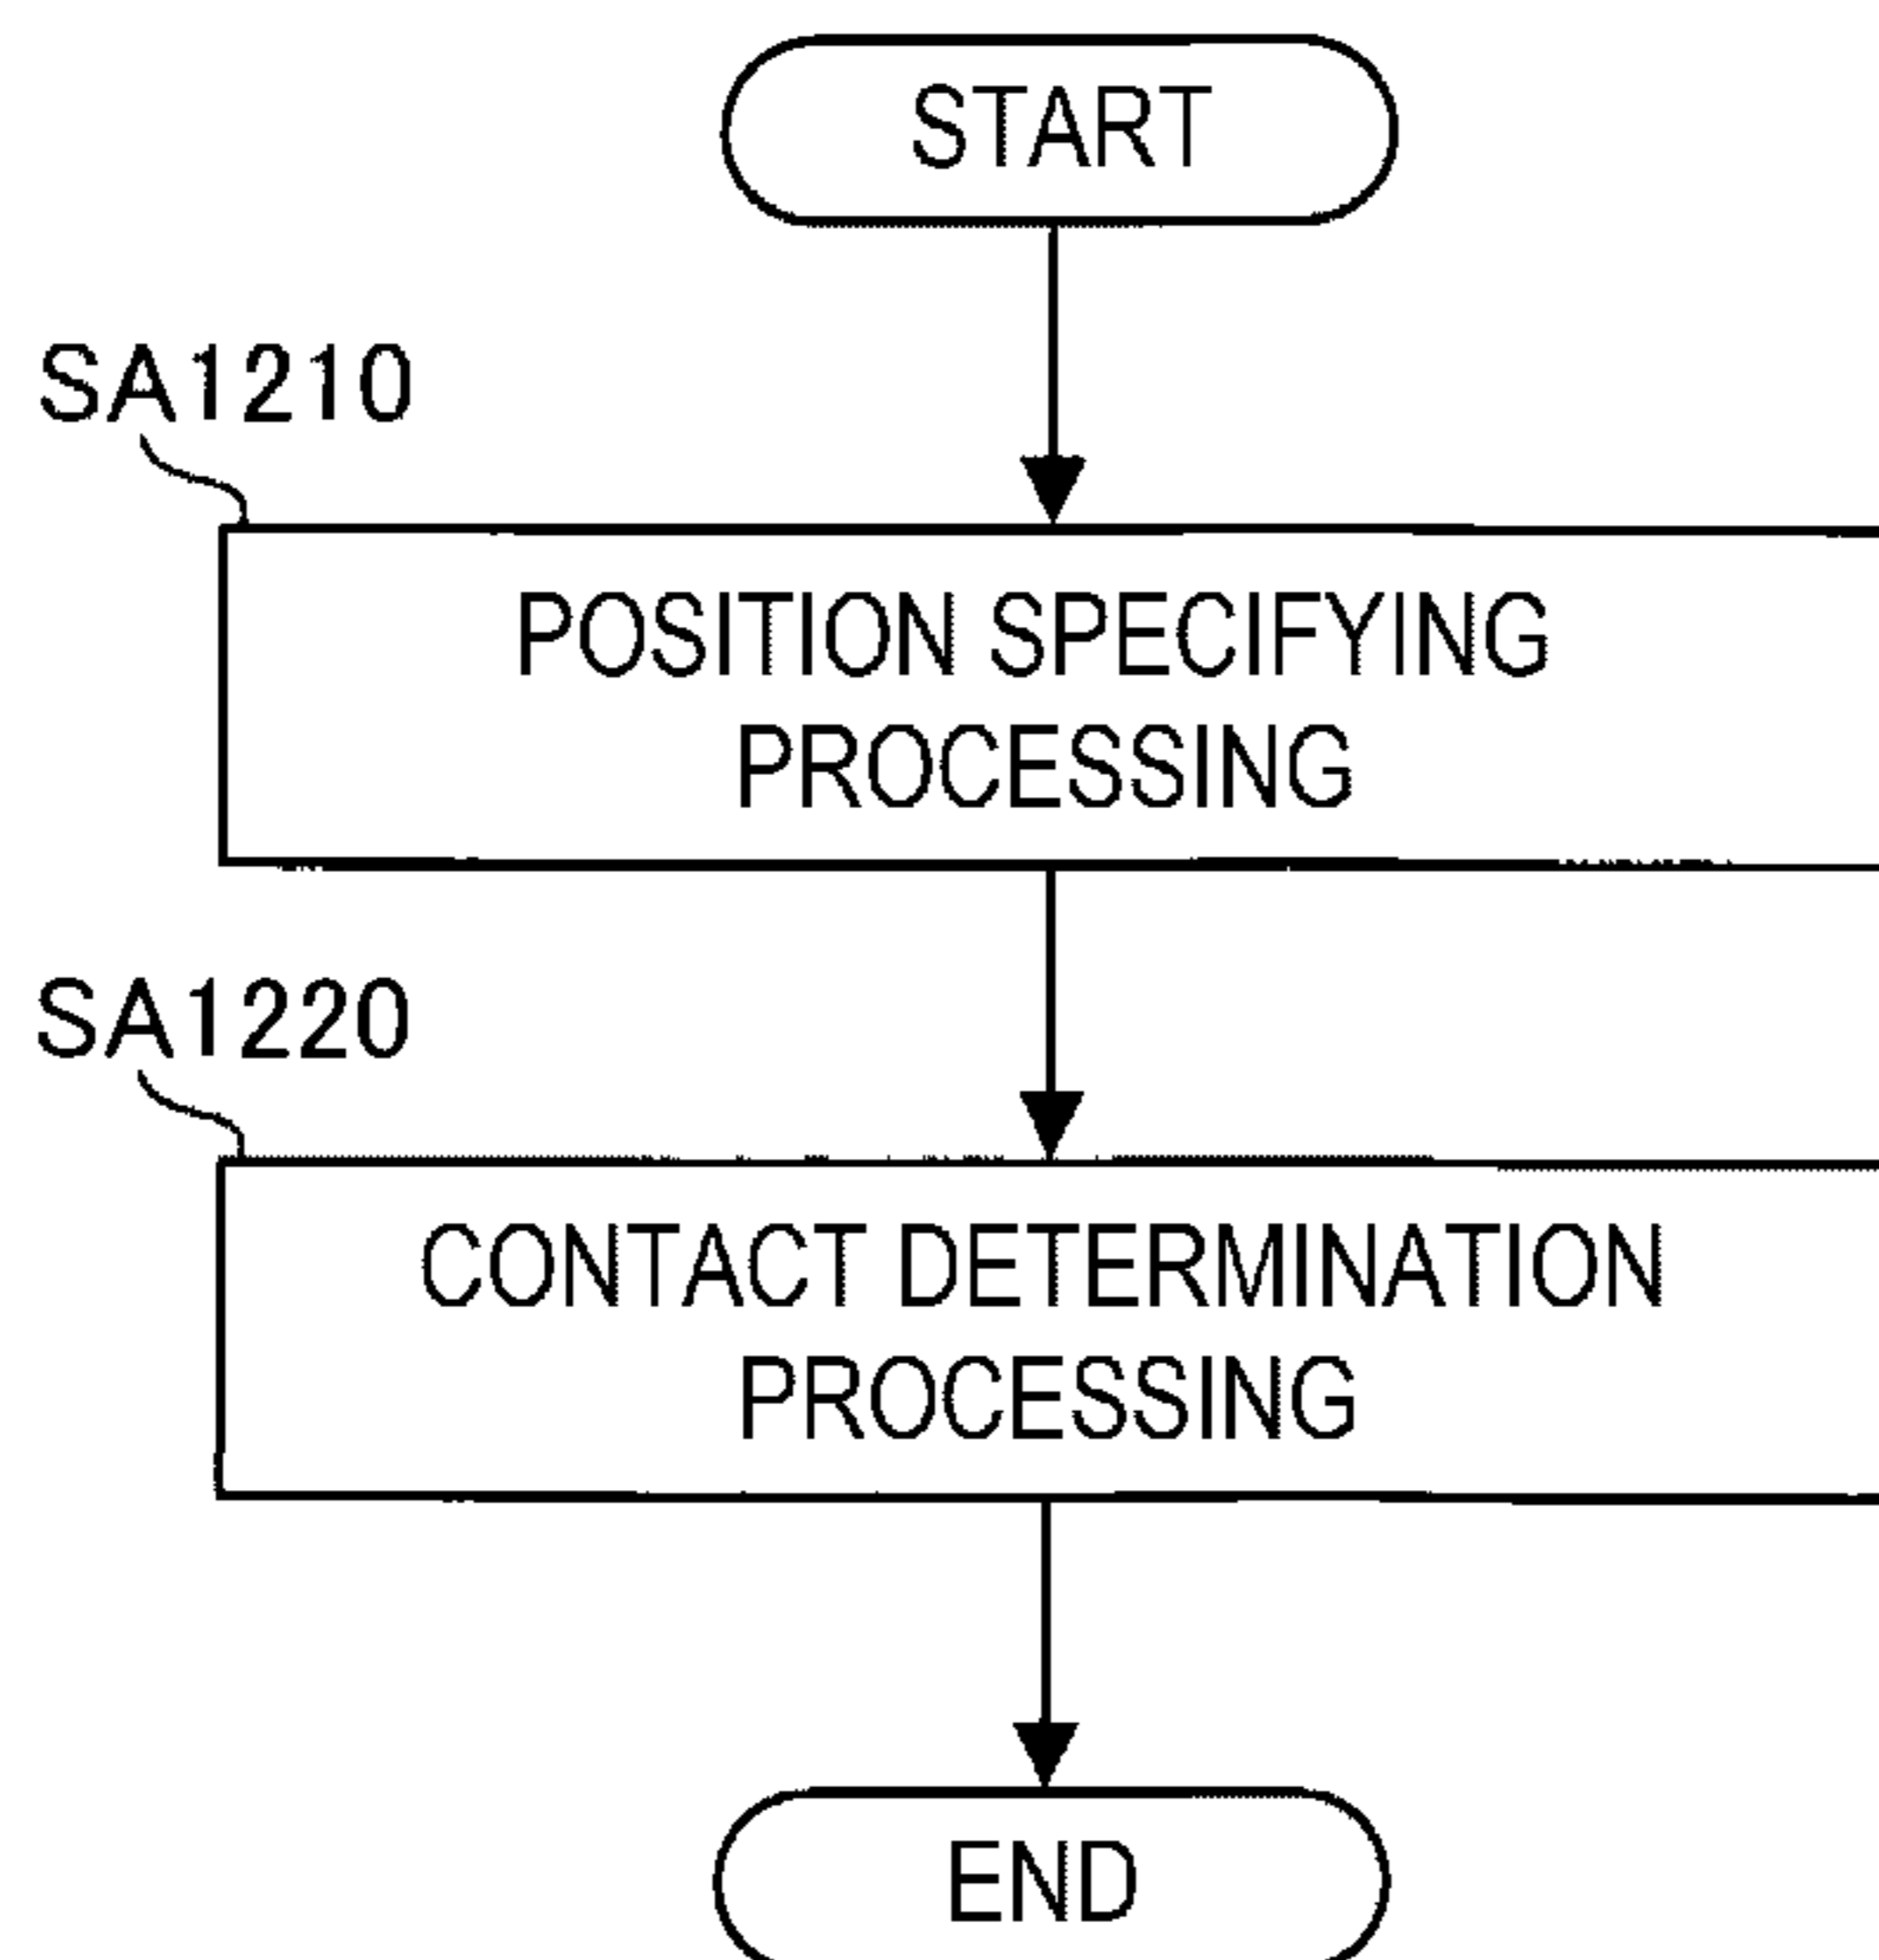 START
SA1210
POSITION SPECIFYING
PROCESSING
SA1220
CONTACT DETERMINATION
PROCESSING
END